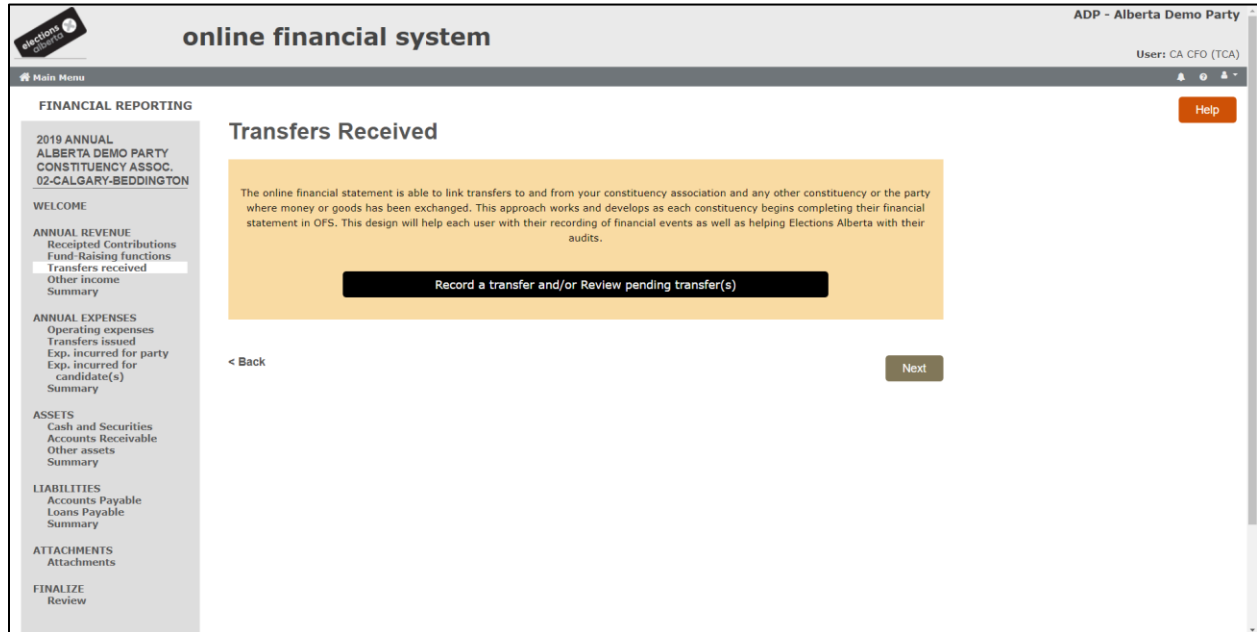 elections
alberta
online financial system
ADP - Alberta Demo Party
User: CA CFO (TCA)
Main Menu
FINANCIAL REPORTING
2019 ANNUAL
ALBERTA DEMO PARTY
CONSTITUENCY ASSOC.
02-CALGARY-BEDDINGTON
WELCOME
ANNUAL REVENUE
Receipted Contributions
Fund-Raising functions
Transfers received
Other income
Summary
ANNUAL EXPENSES
Operating expenses
Transfers issued
Exp. incurred for party
Exp. incurred for
candidate(s)
Summary
ASSETS
Cash and Securities
Accounts Receivable
Other assets
Summary
LIABILITIES
Accounts Payable
Loans Payable
Summary
ATTACHMENTS
Attachments
FINALIZE
Review
Help
Transfers Received
The online financial statement is able to link transfers to and from your constituency association and any other constituency or the party
where money or goods has been exchanged. This approach works and develops as each constituency begins completing their financial
statement in OFS. This design will help each user with their recording of financial events as well as helping Elections Alberta with their
audits.
Record a transfer and/or Review pending transfer(s)
< Back
Next